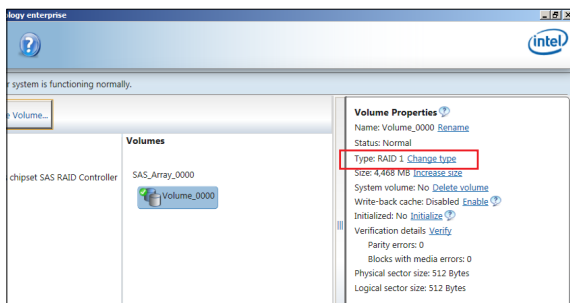 ology enterprise
?
intel
r system is functioning normally.
e Volume...
Volumes
chipset SAS RAID Controller
SAS_Array_0000
Volume_0000
Volume Properties ?
Name: Volume_0000 Rename
Status: Normal
Type: RAID 1 Change type
Size: 4,468 MB Increase size
System volume: No Delete volume
Write-back cache: Disabled Enable ?
Initialized: No Initialize ?
Verification details Verify
Parity errors: 0
Blocks with media errors: 0
Physical sector size: 512 Bytes
Logical sector size: 512 Bytes